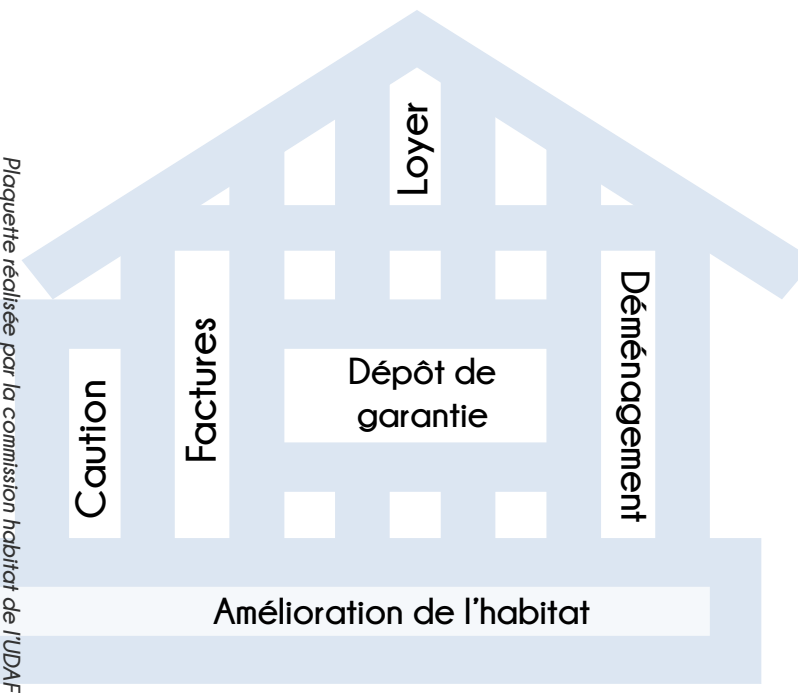 Loyer
Caution
Factures
Dépôt de
garantie
Déménagement
Amélioration de l'habitat
Plaquette réalisée par la commission habitat de l'UDAF